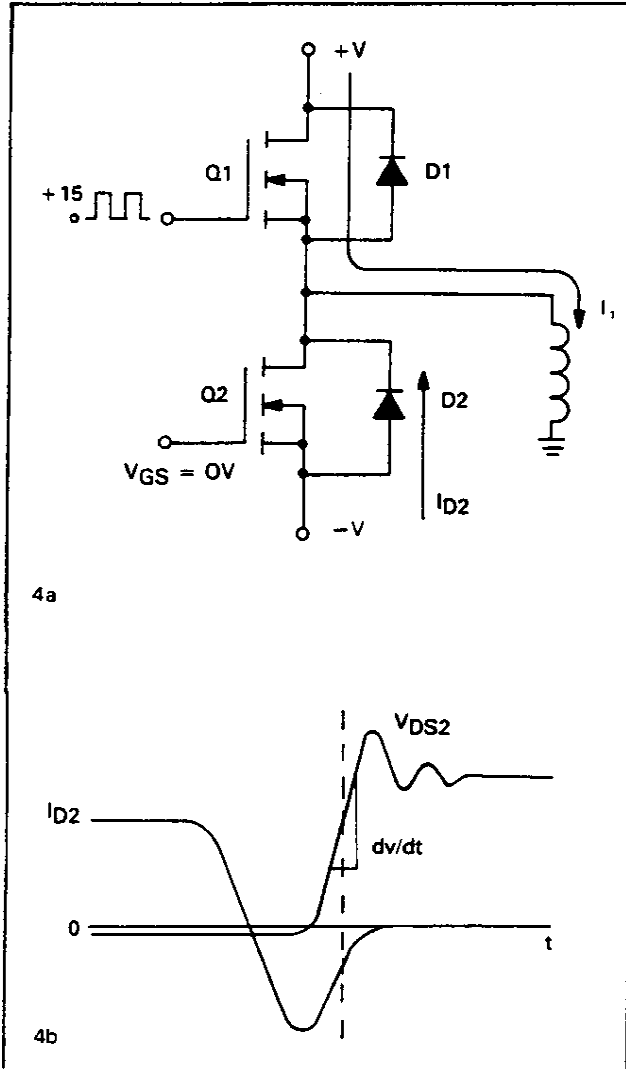 +V
Q1
D1
+15
I1
Q2
D2
VGS = 0V
ID2
−V
4a
VDS2
ID2
dv/dt
0
t
4b